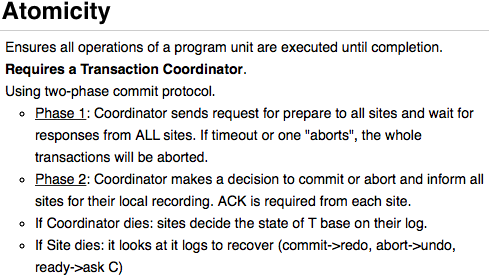 Atomicity
Ensures all operations of a program unit are executed until completion.
Requires a Transaction Coordinator.
Using two-phase commit protocol.
Phase 1: Coordinator sends request for prepare to all sites and wait for
responses from ALL sites. If timeout or one "aborts", the whole
transactions will be aborted.
Phase 2: Coordinator makes a decision to commit or abort and inform all
sites for their local recording. ACK is required from each site.
If Coordinator dies: sites decide the state of T base on their log.
If Site dies: it looks at it logs to recover (commit->redo, abort->undo,
ready->ask C)